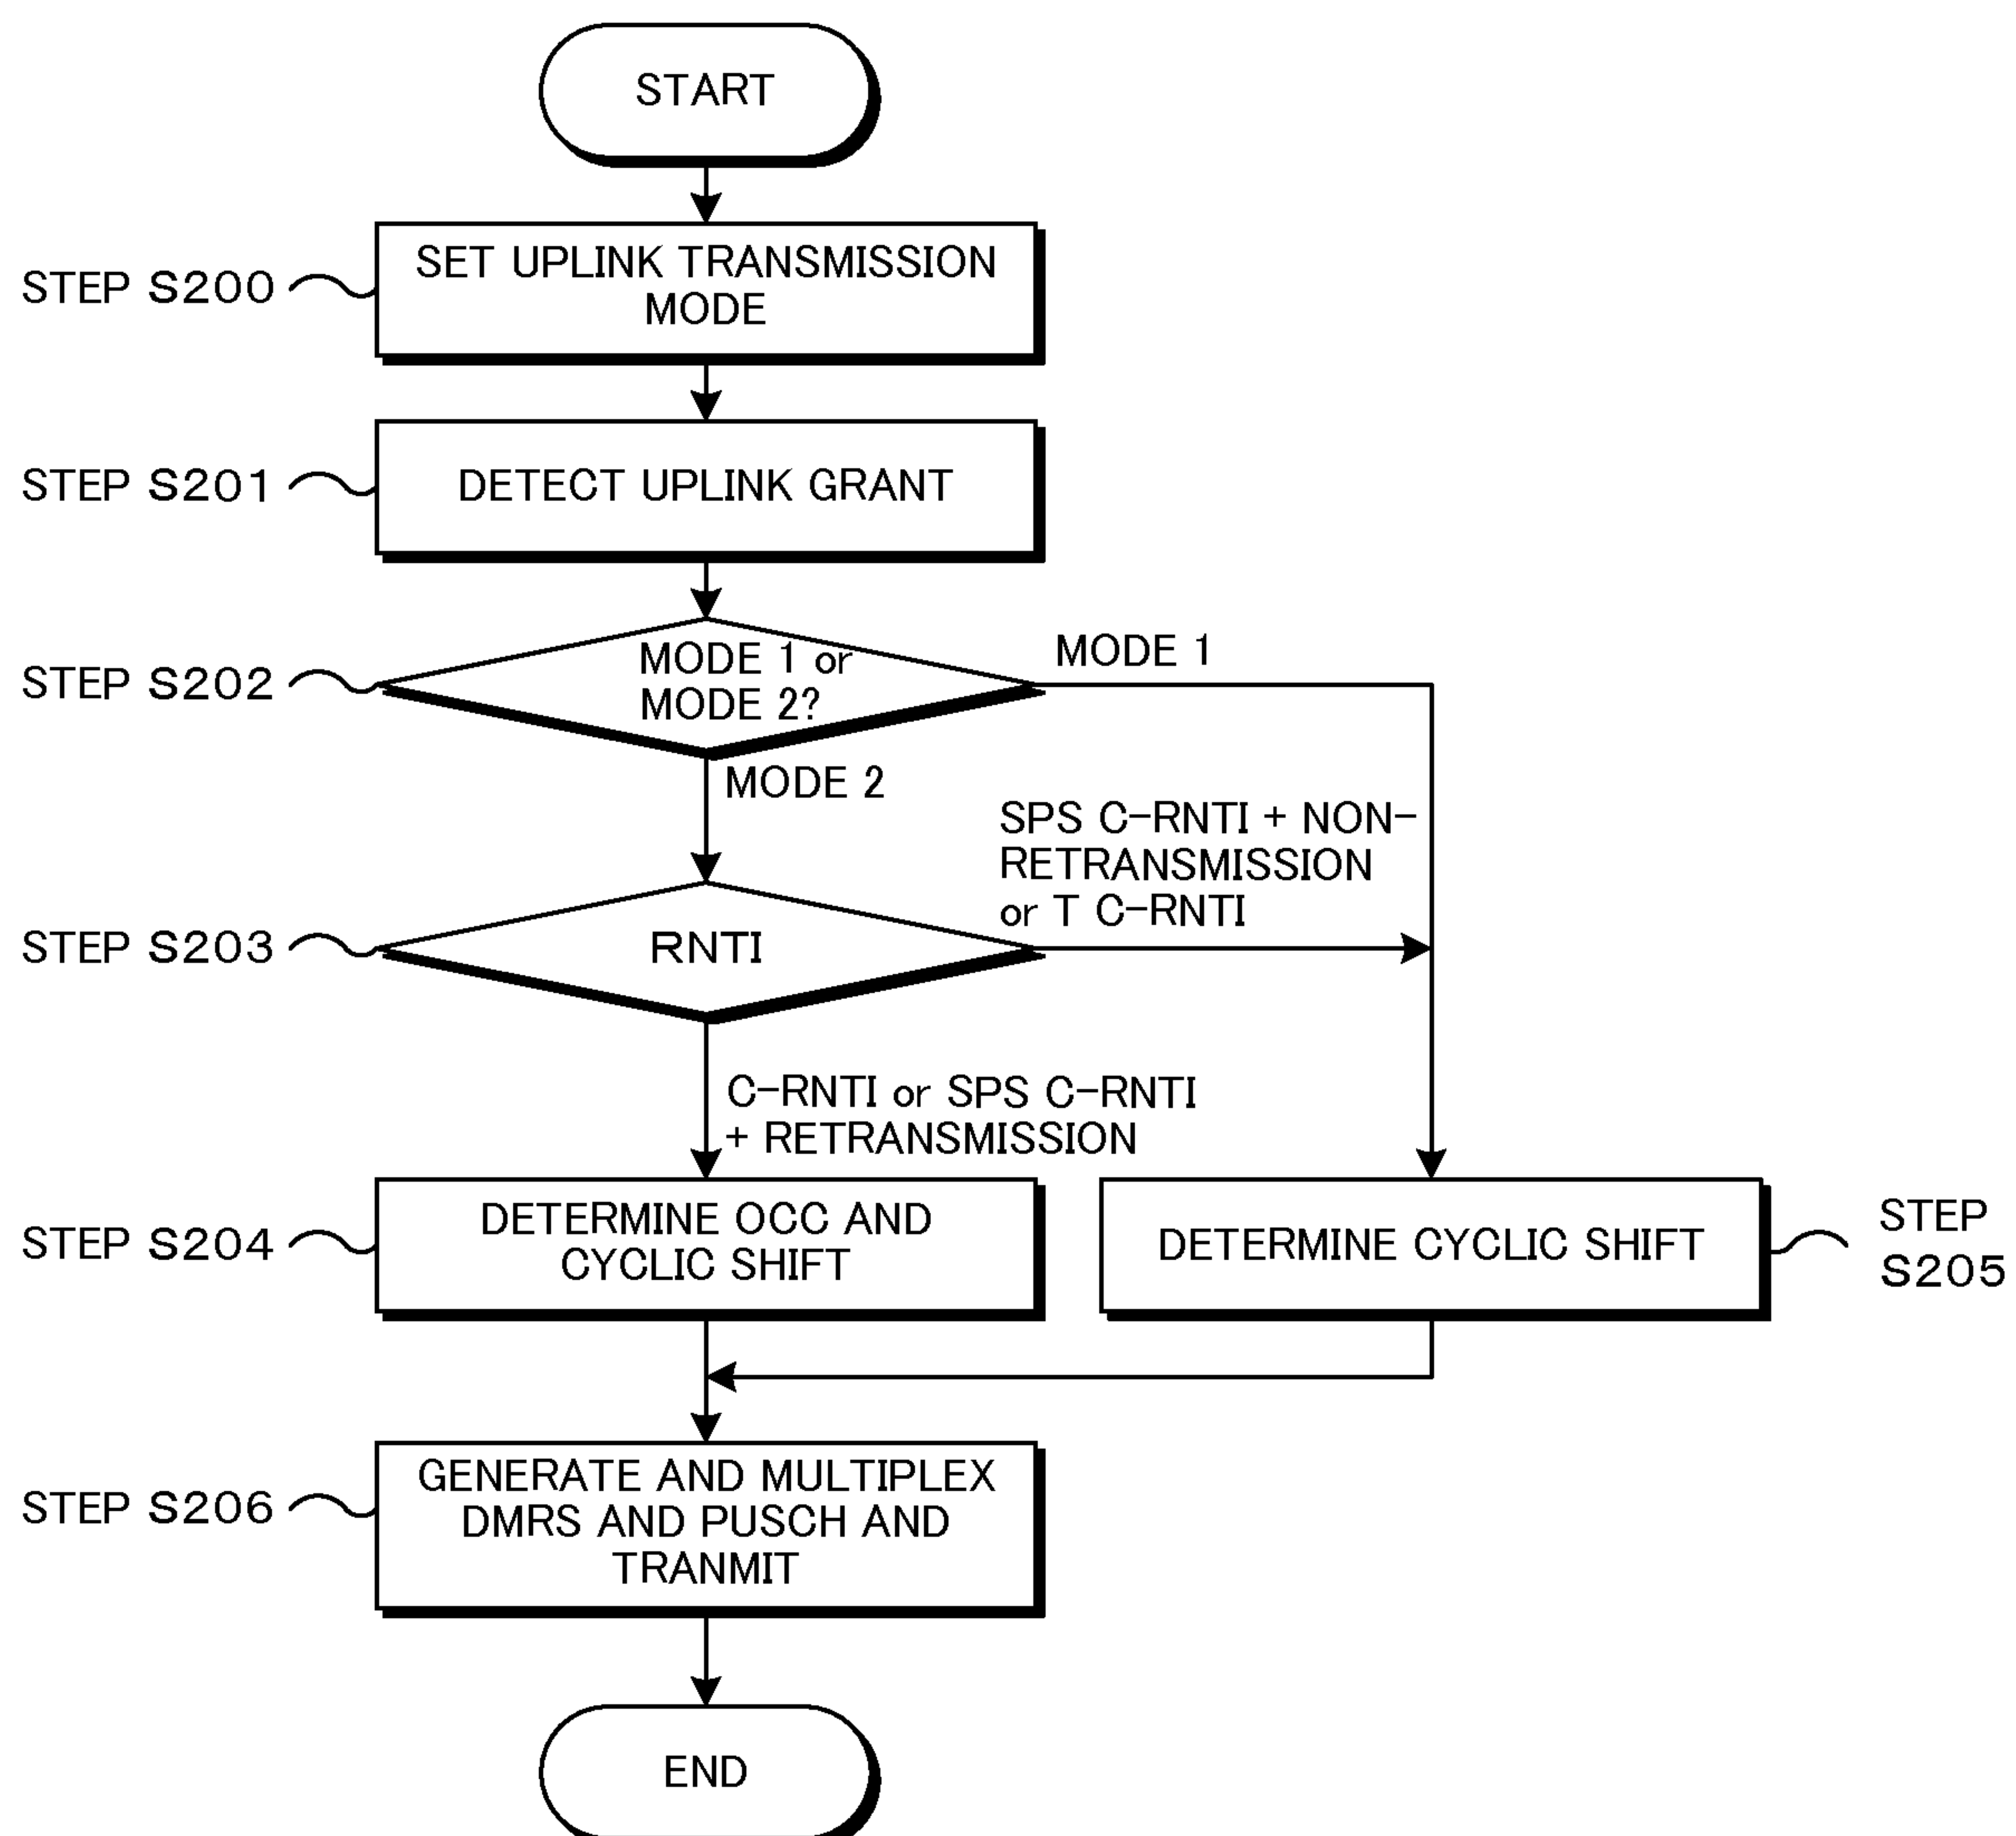 START
STEP S200
SET UPLINK TRANSMISSION
MODE
STEP S201
DETECT UPLINK GRANT
STEP S202
MODE 1 or
MODE 2?
MODE 1
MODE 2
SPS C-RNTI + NON-
RETRANSMISSION
or T C-RNTI
STEP S203
RNTI
C-RNTI or SPS C-RNTI
+ RETRANSMISSION
STEP S204
DETERMINE OCC AND
CYCLIC SHIFT
DETERMINE CYCLIC SHIFT
STEP
S205
STEP S206
GENERATE AND MULTIPLEX
DMRS AND PUSCH AND
TRANMIT
END